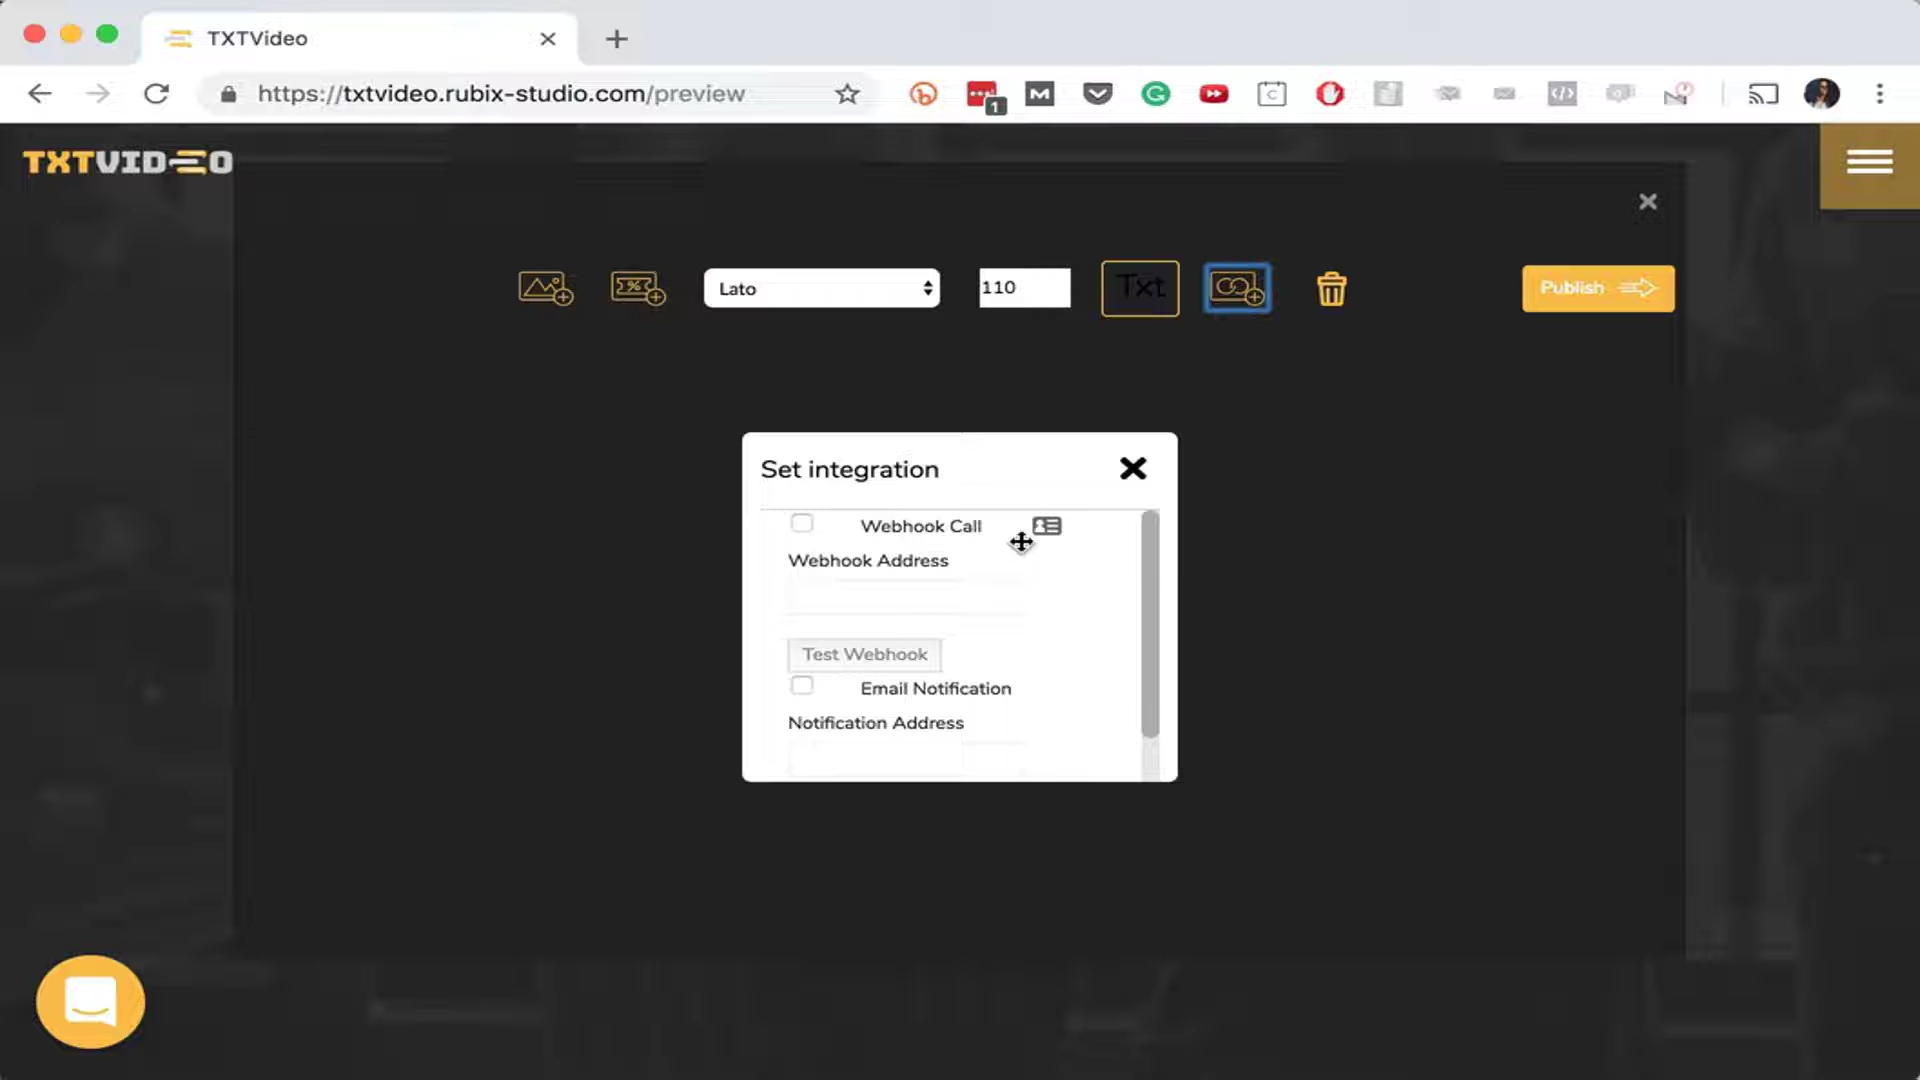 TXTVideo
https://txtvideo.rubix-studio.com/preview
1
TXTVIDEO
Lato
110
Txt
Publish
Set integration
Webhook Call
Webhook Address
Test Webhook
Email Notification
Notification Address